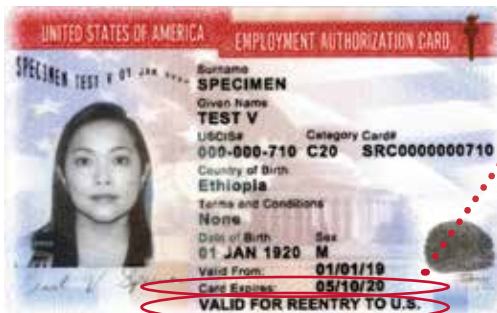 UNITED STATES OF AMERICA EMPLOYMENT AUTHORIZATION CARD
SPECIMEN TEST V 01 JAN
Surname
SPECIMEN
Given Name
TEST V
USCIS# Category Card#
000-000-710 C20 SRC0000000710
Country of Birth
Ethiopia
Terms and Conditions
None
Date of Birth Sex
01 JAN 1920 M
Valid From: 01/01/19
Card Expires: 05/10/20
VALID FOR REENTRY TO U.S.